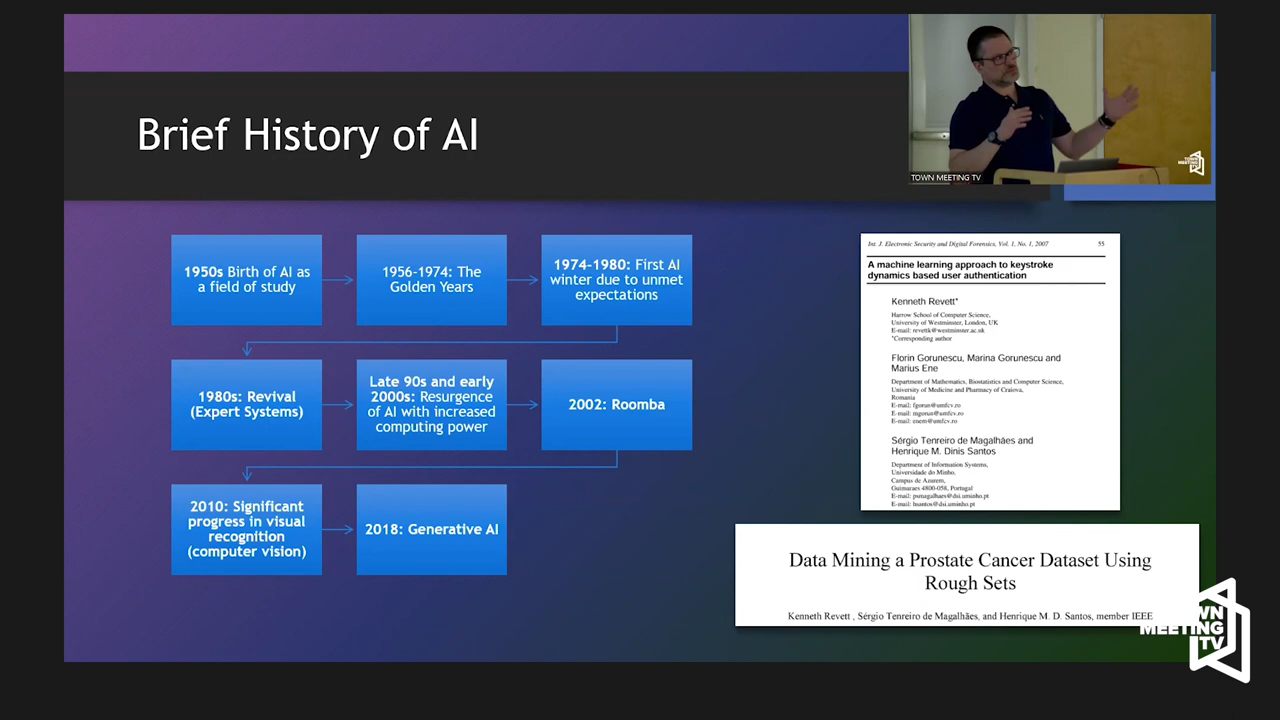 Brief History of AI
TOWN MEETING TV
TOWN
MEETING
TV
1950s Birth of AI as
a field of study
1956-1974: The
Golden Years
1974-1980: First AI
winter due to unmet
expectations
1980s: Revival
(Expert Systems)
Late 90s and early
2000s: Resurgence
of AI with increased
computing power
2002: Roomba
2010: Significant
progress in visual
recognition
(computer vision)
2018: Generative AI
Int. J. Electronic Security and Digital Forensics, Vol. 1, No. 1, 2007 55
A machine learning approach to keystroke
dynamics based user authentication
Kenneth Revett*
Harrow School of Computer Science,
University of Westminster, London, UK
E-mail: revettk@westminster.ac.uk
*Corresponding author
Florin Gorunescu, Marina Gorunescu and
Marius Ene
Department of Mathematics, Biostatistics and Computer Science,
University of Medicine and Pharmacy of Craiova,
Romania
E-mail: fgorun@umfcv.ro
E-mail: mgorun@umfcv.ro
E-mail: enem@umfcv.ro
Sérgio Tenreiro de Magalhães and
Henrique M. Dinis Santos
Department of Information Systems,
Universidade do Minho,
Campus de Azurem,
Guimaraes 4800-058, Portugal
E-mail: psmagalhaes@dsi.uminho.pt
E-mail: hsantos@dsi.uminho.pt
Data Mining a Prostate Cancer Dataset Using
Rough Sets
Kenneth Revett , Sérgio Tenreiro de Magalhães, and Henrique M. D. Santos, member IEEE
TOWN
MEETING
TV